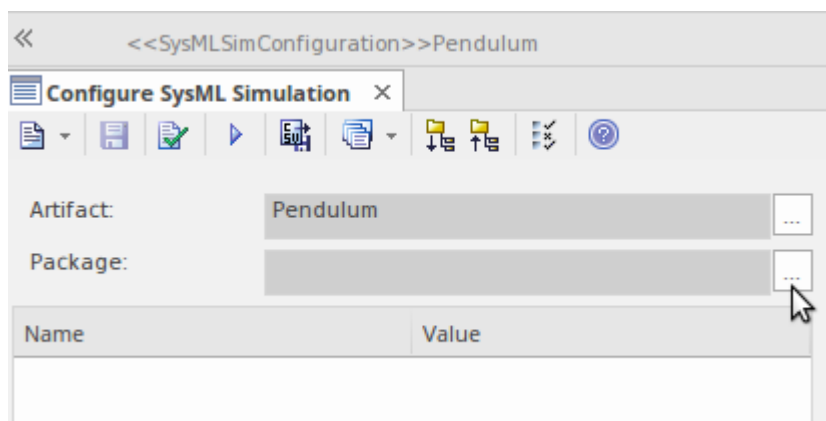 <<SysMLSimConfiguration>>Pendulum
Configure SysML Simulation
Artifact: Pendulum ...
Package: ...
Name Value